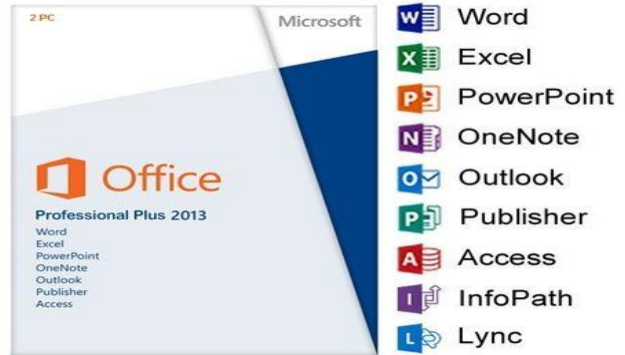 2 PC
Microsoft
Office
Professional Plus 2013
Word
Excel
PowerPoint
OneNote
Outlook
Publisher
Access
W Word
X Excel
P PowerPoint
N OneNote
O Outlook
P Publisher
A Access
I InfoPath
L Lync